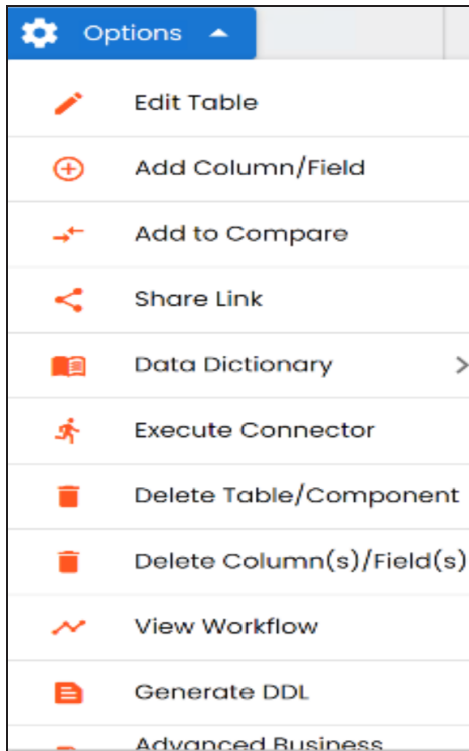 Options
Edit Table
Add Column/Field
Add to Compare
Share Link
Data Dictionary
Execute Connector
Delete Table/Component
Delete Column(s)/Field(s)
View Workflow
Generate DDL
Advanced Business